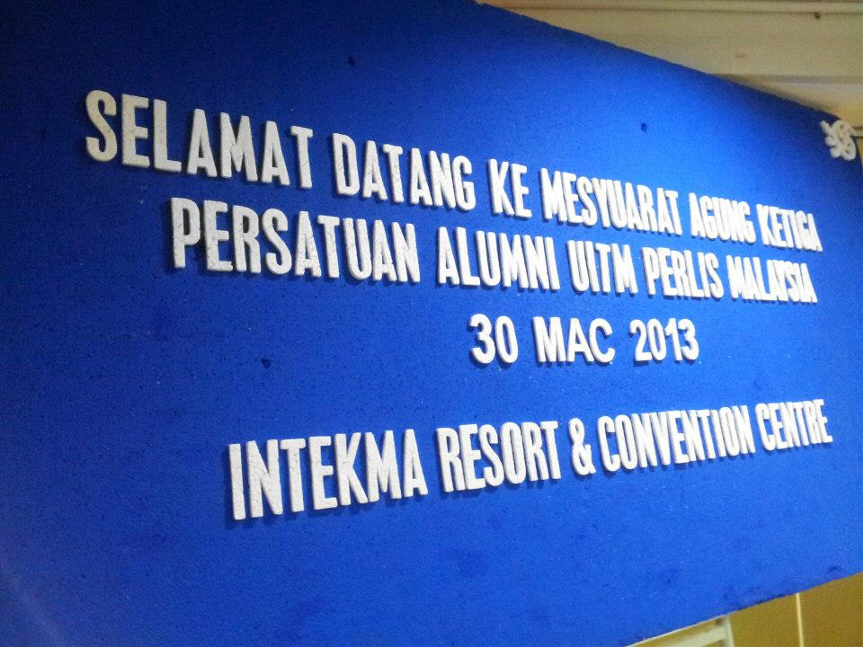 SELAMAT DATANG KE MESYUARAT AGUNG KETIGA
PERSATUAN ALUMNI UITM PERLIS MALAYSIA
30 MAC 2013
INTEKMA RESORT & CONVENTION CENTRE